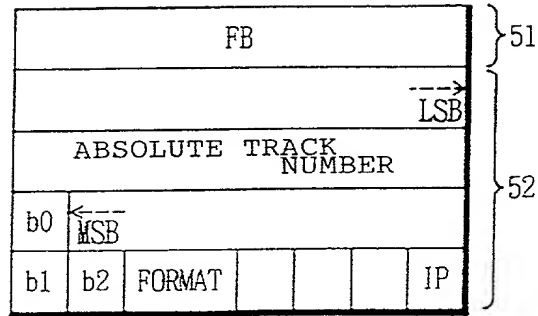 FB
51
LSB
ABSOLUTE TRACK
NUMBER
52
b0
MSB
b1 b2 FORMAT IP